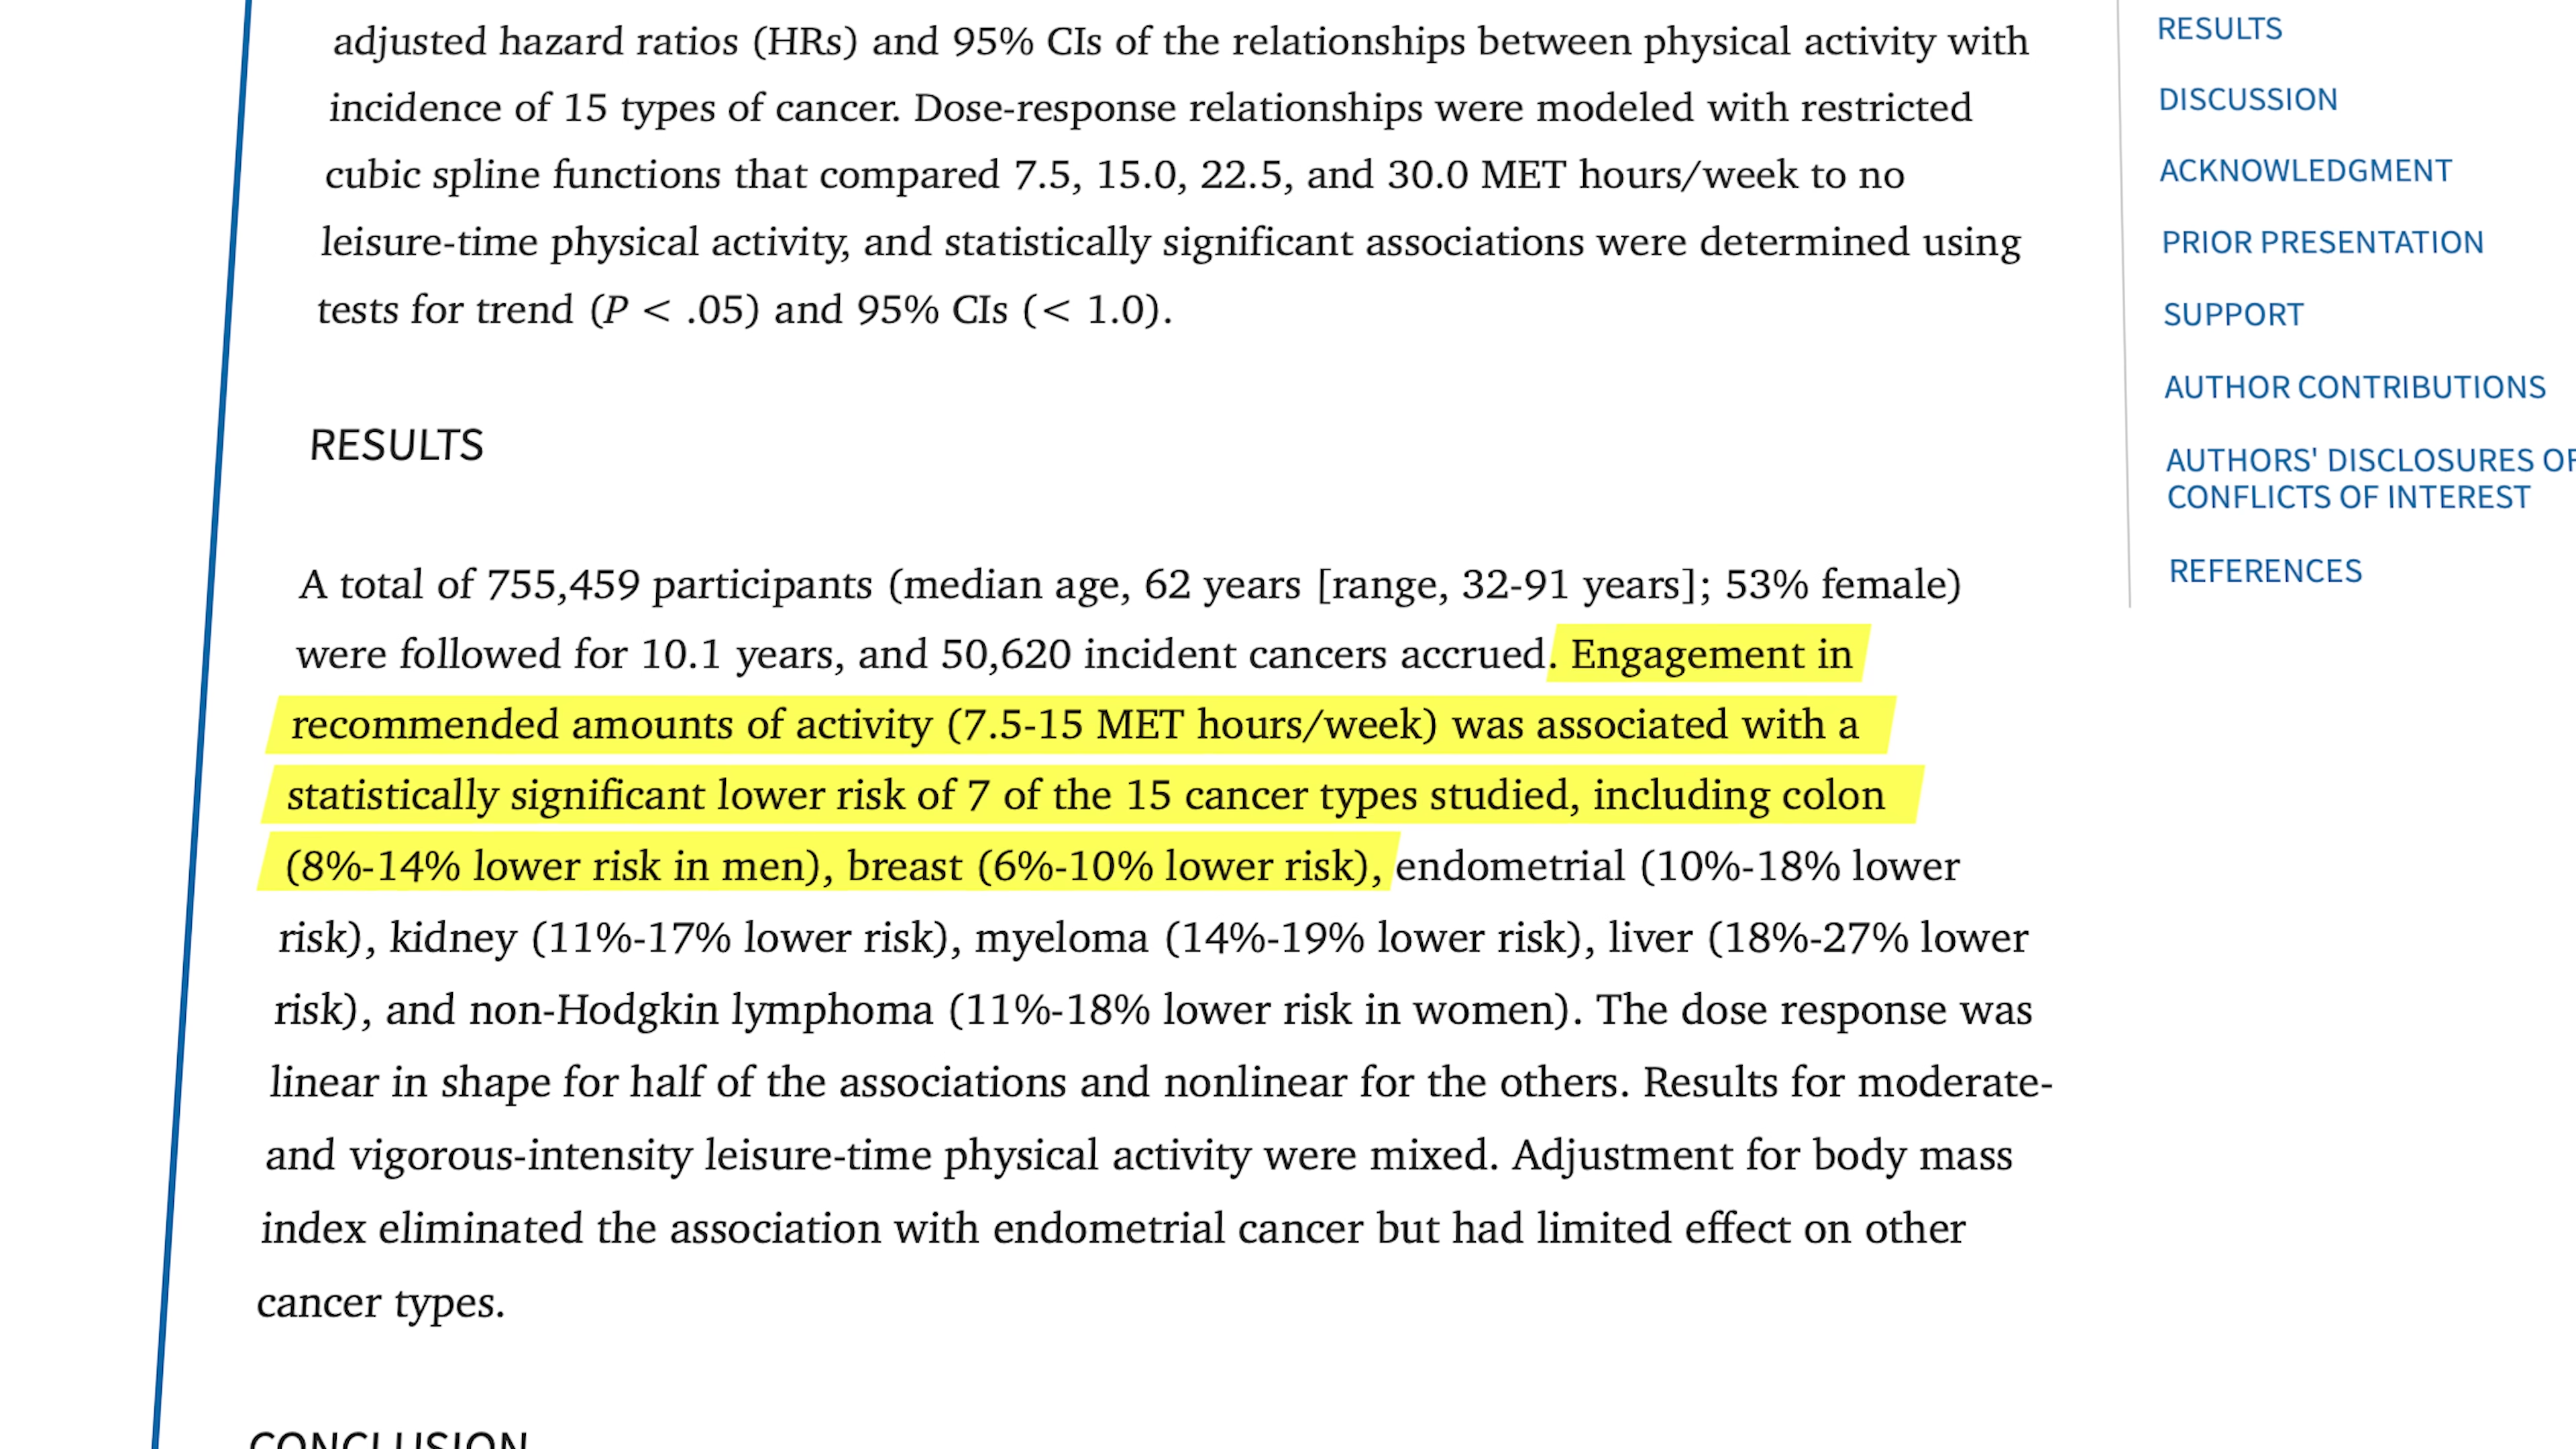 adjusted hazard ratios (HRs) and 95% CIs of the relationships between physical activity with
incidence of 15 types of cancer. Dose-response relationships were modeled with restricted
cubic spline functions that compared 7.5, 15.0, 22.5, and 30.0 MET hours/week to no
leisure-time physical activity, and statistically significant associations were determined using
tests for trend (P < .05) and 95% CIs (< 1.0).
RESULTS
A total of 755,459 participants (median age, 62 years [range, 32-91 years]; 53% female)
were followed for 10.1 years, and 50,620 incident cancers accrued. Engagement in
recommended amounts of activity (7.5-15 MET hours/week) was associated with a
statistically significant lower risk of 7 of the 15 cancer types studied, including colon
(8%-14% lower risk in men), breast (6%-10% lower risk), endometrial (10%-18% lower
risk), kidney (11%-17% lower risk), myeloma (14%-19% lower risk), liver (18%-27% lower
risk), and non-Hodgkin lymphoma (11%-18% lower risk in women). The dose response was
linear in shape for half of the associations and nonlinear for the others. Results for moderate-
and vigorous-intensity leisure-time physical activity were mixed. Adjustment for body mass
index eliminated the association with endometrial cancer but had limited effect on other
cancer types.
CONCLUSION
RESULTS
DISCUSSION
ACKNOWLEDGMENT
PRIOR PRESENTATION
SUPPORT
AUTHOR CONTRIBUTIONS
AUTHORS' DISCLOSURES OF
CONFLICTS OF INTEREST
REFERENCES